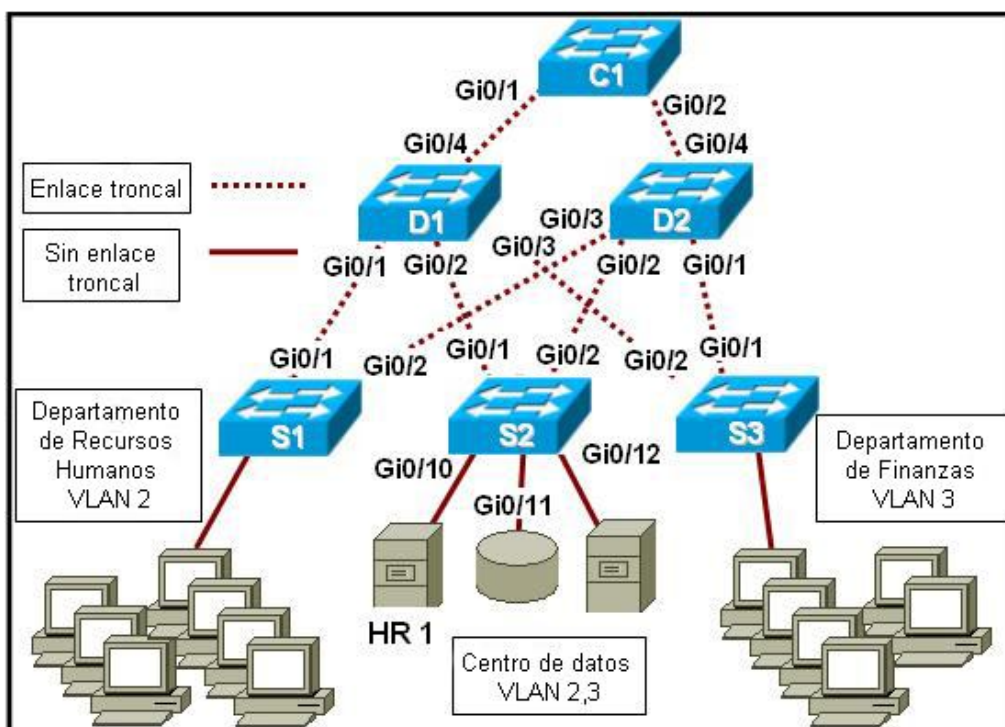 C1
Gi0/1
Gi0/2
Gi0/4
Gi0/4
Enlace troncal
D1
D2
Gi0/3
Gi0/3
Sin enlace
troncal
Gi0/1
Gi0/2
Gi0/2
Gi0/1
Gi0/1
Gi0/2
Gi0/1
Gi0/2
Gi0/2
Gi0/1
Departamento
de Recursos
Humanos
VLAN 2
S1
S2
S3
Departamento
de Finanzas
VLAN 3
Gi0/10
Gi0/11
Gi0/12
HR 1
Centro de datos
VLAN 2,3